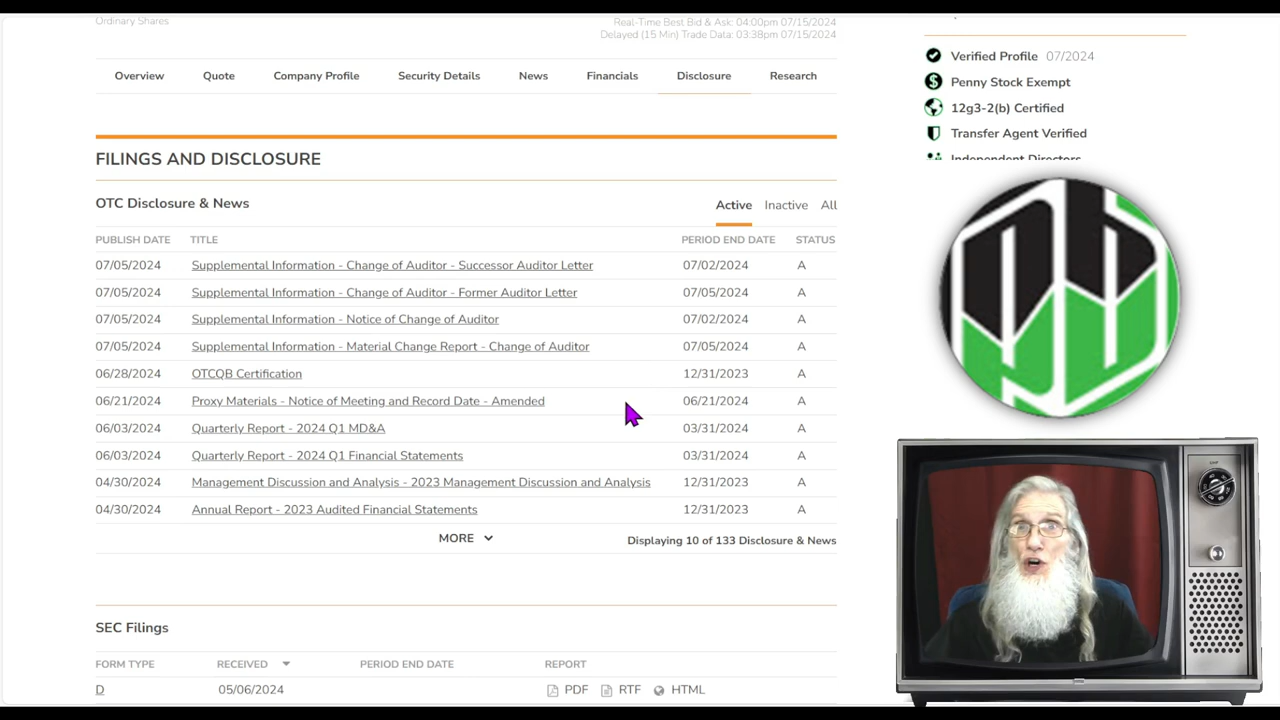 Ordinary Shares
Real-Time Best Bid & Ask: 04:00pm 07/15/2024
Delayed (15 Min) Trade Data: 03:38pm 07/15/2024
Overview Quote Company Profile Security Details News Financials Disclosure Research
Verified Profile 07/2024
Penny Stock Exempt
12g3-2(b) Certified
Transfer Agent Verified
Independent Directors
FILINGS AND DISCLOSURE
OTC Disclosure & News
Active Inactive All
PUBLISH DATE TITLE PERIOD END DATE STATUS
07/05/2024 Supplemental Information - Change of Auditor - Successor Auditor Letter 07/02/2024 A
07/05/2024 Supplemental Information - Change of Auditor - Former Auditor Letter 07/05/2024 A
07/05/2024 Supplemental Information - Notice of Change of Auditor 07/02/2024 A
07/05/2024 Supplemental Information - Material Change Report - Change of Auditor 07/05/2024 A
06/28/2024 OTCQB Certification 12/31/2023 A
06/21/2024 Proxy Materials - Notice of Meeting and Record Date - Amended 06/21/2024 A
06/03/2024 Quarterly Report - 2024 Q1 MD&A 03/31/2024 A
06/03/2024 Quarterly Report - 2024 Q1 Financial Statements 03/31/2024 A
04/30/2024 Management Discussion and Analysis - 2023 Management Discussion and Analysis 12/31/2023 A
04/30/2024 Annual Report - 2023 Audited Financial Statements 12/31/2023 A
MORE
Displaying 10 of 133 Disclosure & News
SEC Filings
FORM TYPE RECEIVED PERIOD END DATE REPORT
D 05/06/2024 PDF RTF HTML